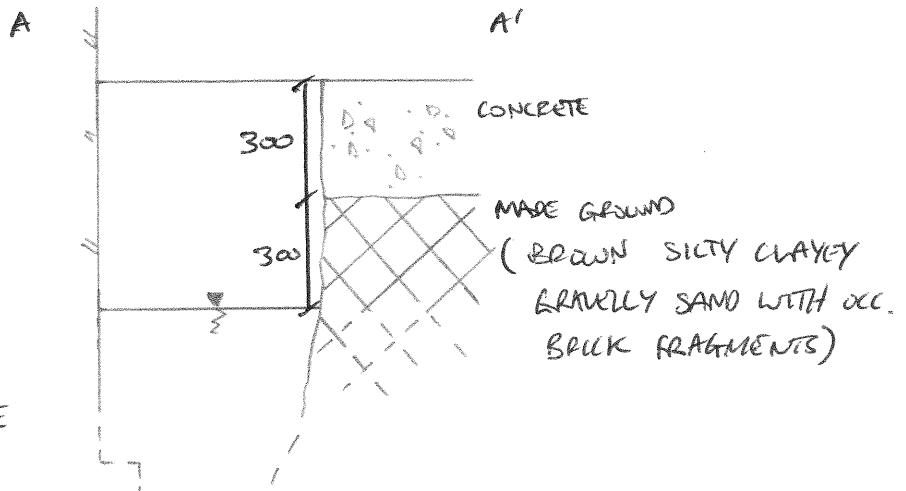 A
A'
CONCRETE
300
MADE GROUND
300
(BROWN SILTY CLAYEY
GRAVELLY SAND WITH OCC.
BRICK FRAGMENTS)
E